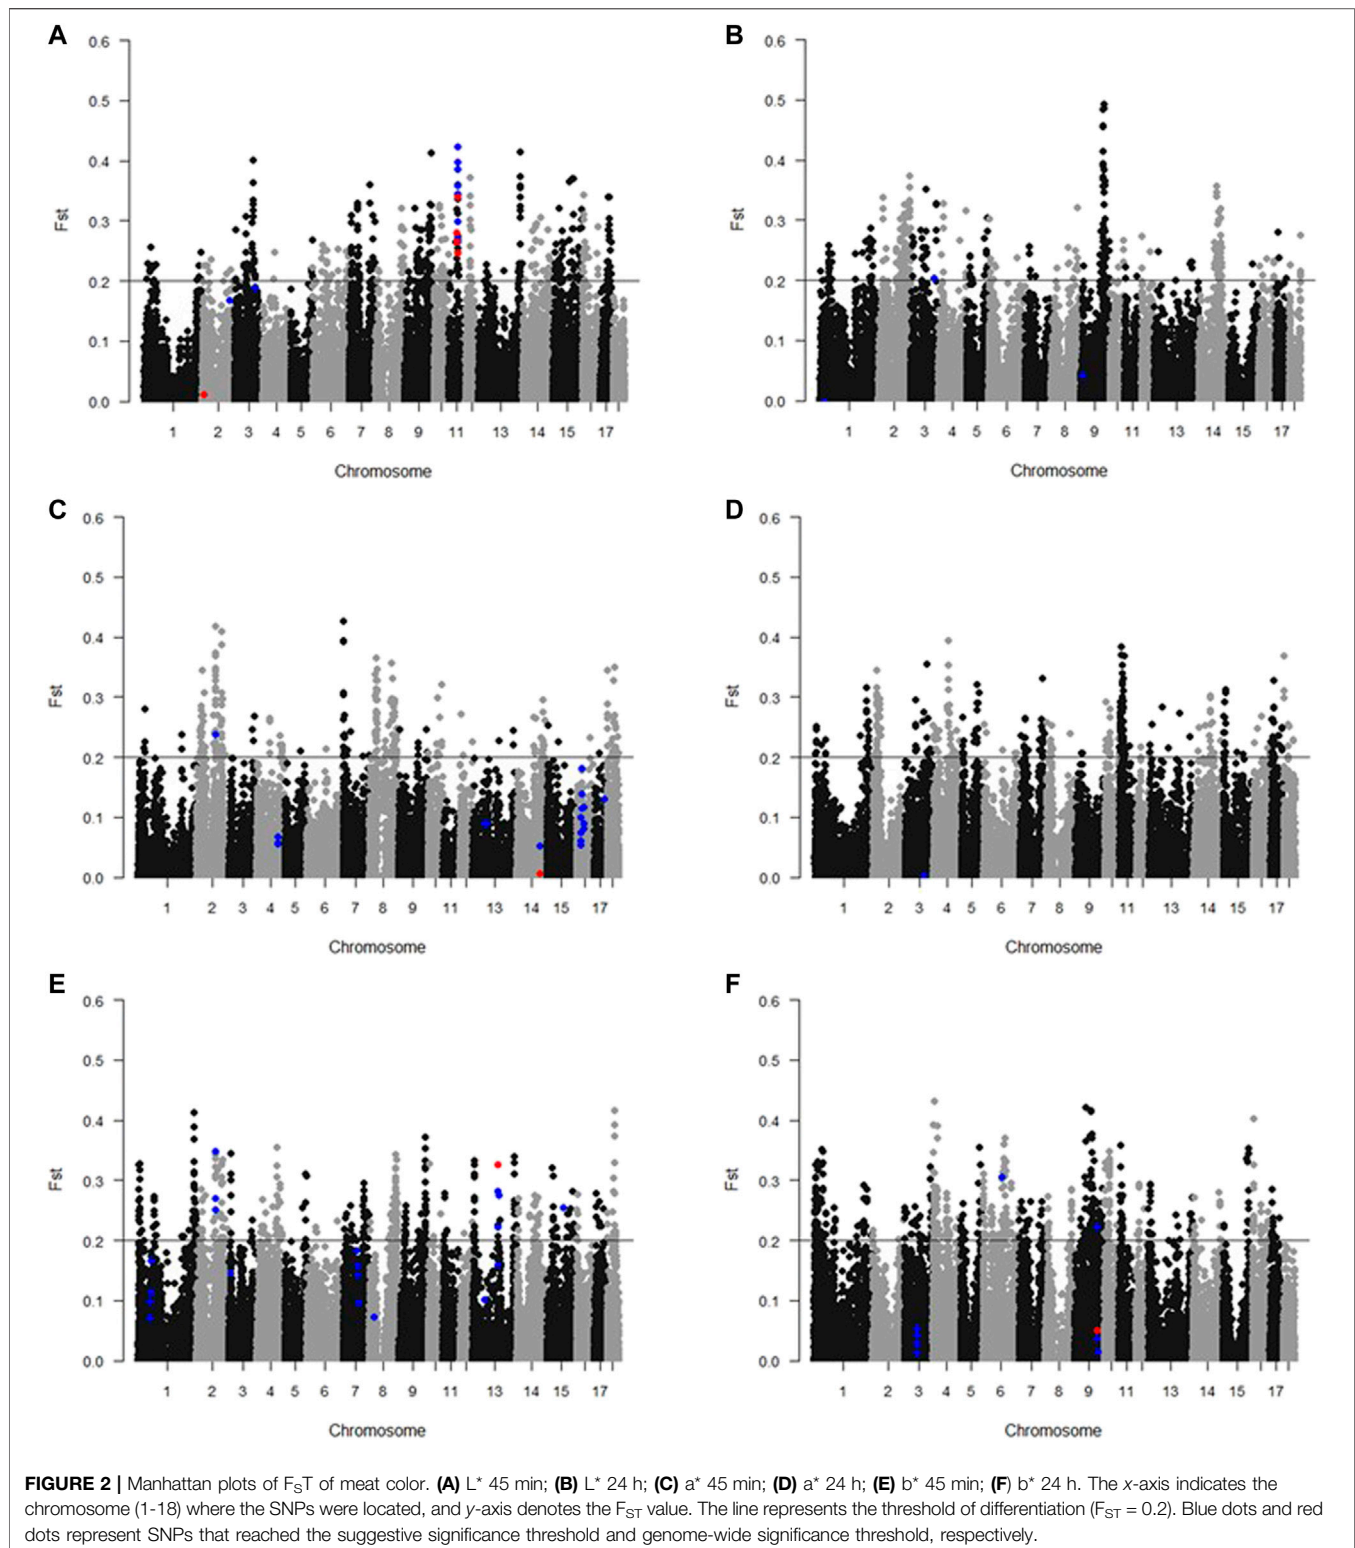 A
0.6
0.5
0.4
0.3
0.2
0.1
0.0
Fst
1 2 3 4 5 6 7 8 9 11 13 14 15 17
Chromosome
B
0.6
0.5
0.4
0.3
0.2
0.1
0.0
Fst
1 2 3 4 5 6 7 8 9 11 13 14 15 17
Chromosome
C
0.6
0.5
0.4
0.3
0.2
0.1
0.0
Fst
1 2 3 4 5 6 7 8 9 11 13 14 15 17
Chromosome
D
0.6
0.5
0.4
0.3
0.2
0.1
0.0
Fst
1 2 3 4 5 6 7 8 9 11 13 14 15 17
Chromosome
E
0.6
0.5
0.4
0.3
0.2
0.1
0.0
Fst
1 2 3 4 5 6 7 8 9 11 13 14 15 17
Chromosome
F
0.6
0.5
0.4
0.3
0.2
0.1
0.0
Fst
1 2 3 4 5 6 7 8 9 11 13 14 15 17
Chromosome
FIGURE 2 | Manhattan plots of FST of meat color. (A) L* 45 min; (B) L* 24 h; (C) a* 45 min; (D) a* 24 h; (E) b* 45 min; (F) b* 24 h. The x-axis indicates the
chromosome (1-18) where the SNPs were located, and y-axis denotes the FST value. The line represents the threshold of differentiation (FST = 0.2). Blue dots and red
dots represent SNPs that reached the suggestive significance threshold and genome-wide significance threshold, respectively.